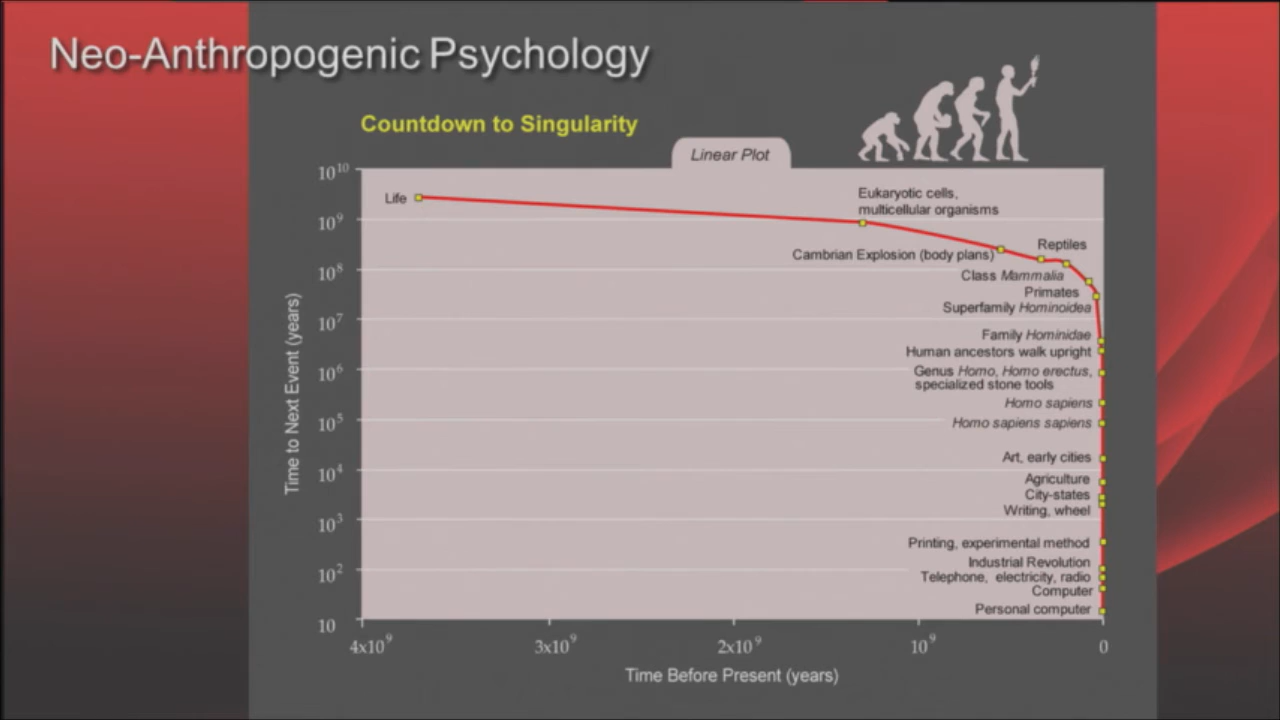 Neo-Anthropogenic Psychology
Countdown to Singularity
Linear Plot
10¹⁰
10⁹
10⁸
10⁷
10⁶
10⁵
10⁴
10³
10²
10
Time to Next Event (years)
Life
Eukaryotic cells,
multicellular organisms
Reptiles
Cambrian Explosion (body plans)
Class Mammalia
Primates
Superfamily Hominoidea
Family Hominidae
Human ancestors walk upright
Genus Homo, Homo erectus,
specialized stone tools
Homo sapiens
Homo sapiens sapiens
Art, early cities
Agriculture
City-states
Writing, wheel
Printing, experimental method
Industrial Revolution
Telephone, electricity, radio
Computer
Personal computer
4x10⁹ 3x10⁹ 2x10⁹ 10⁹ 0
Time Before Present (years)